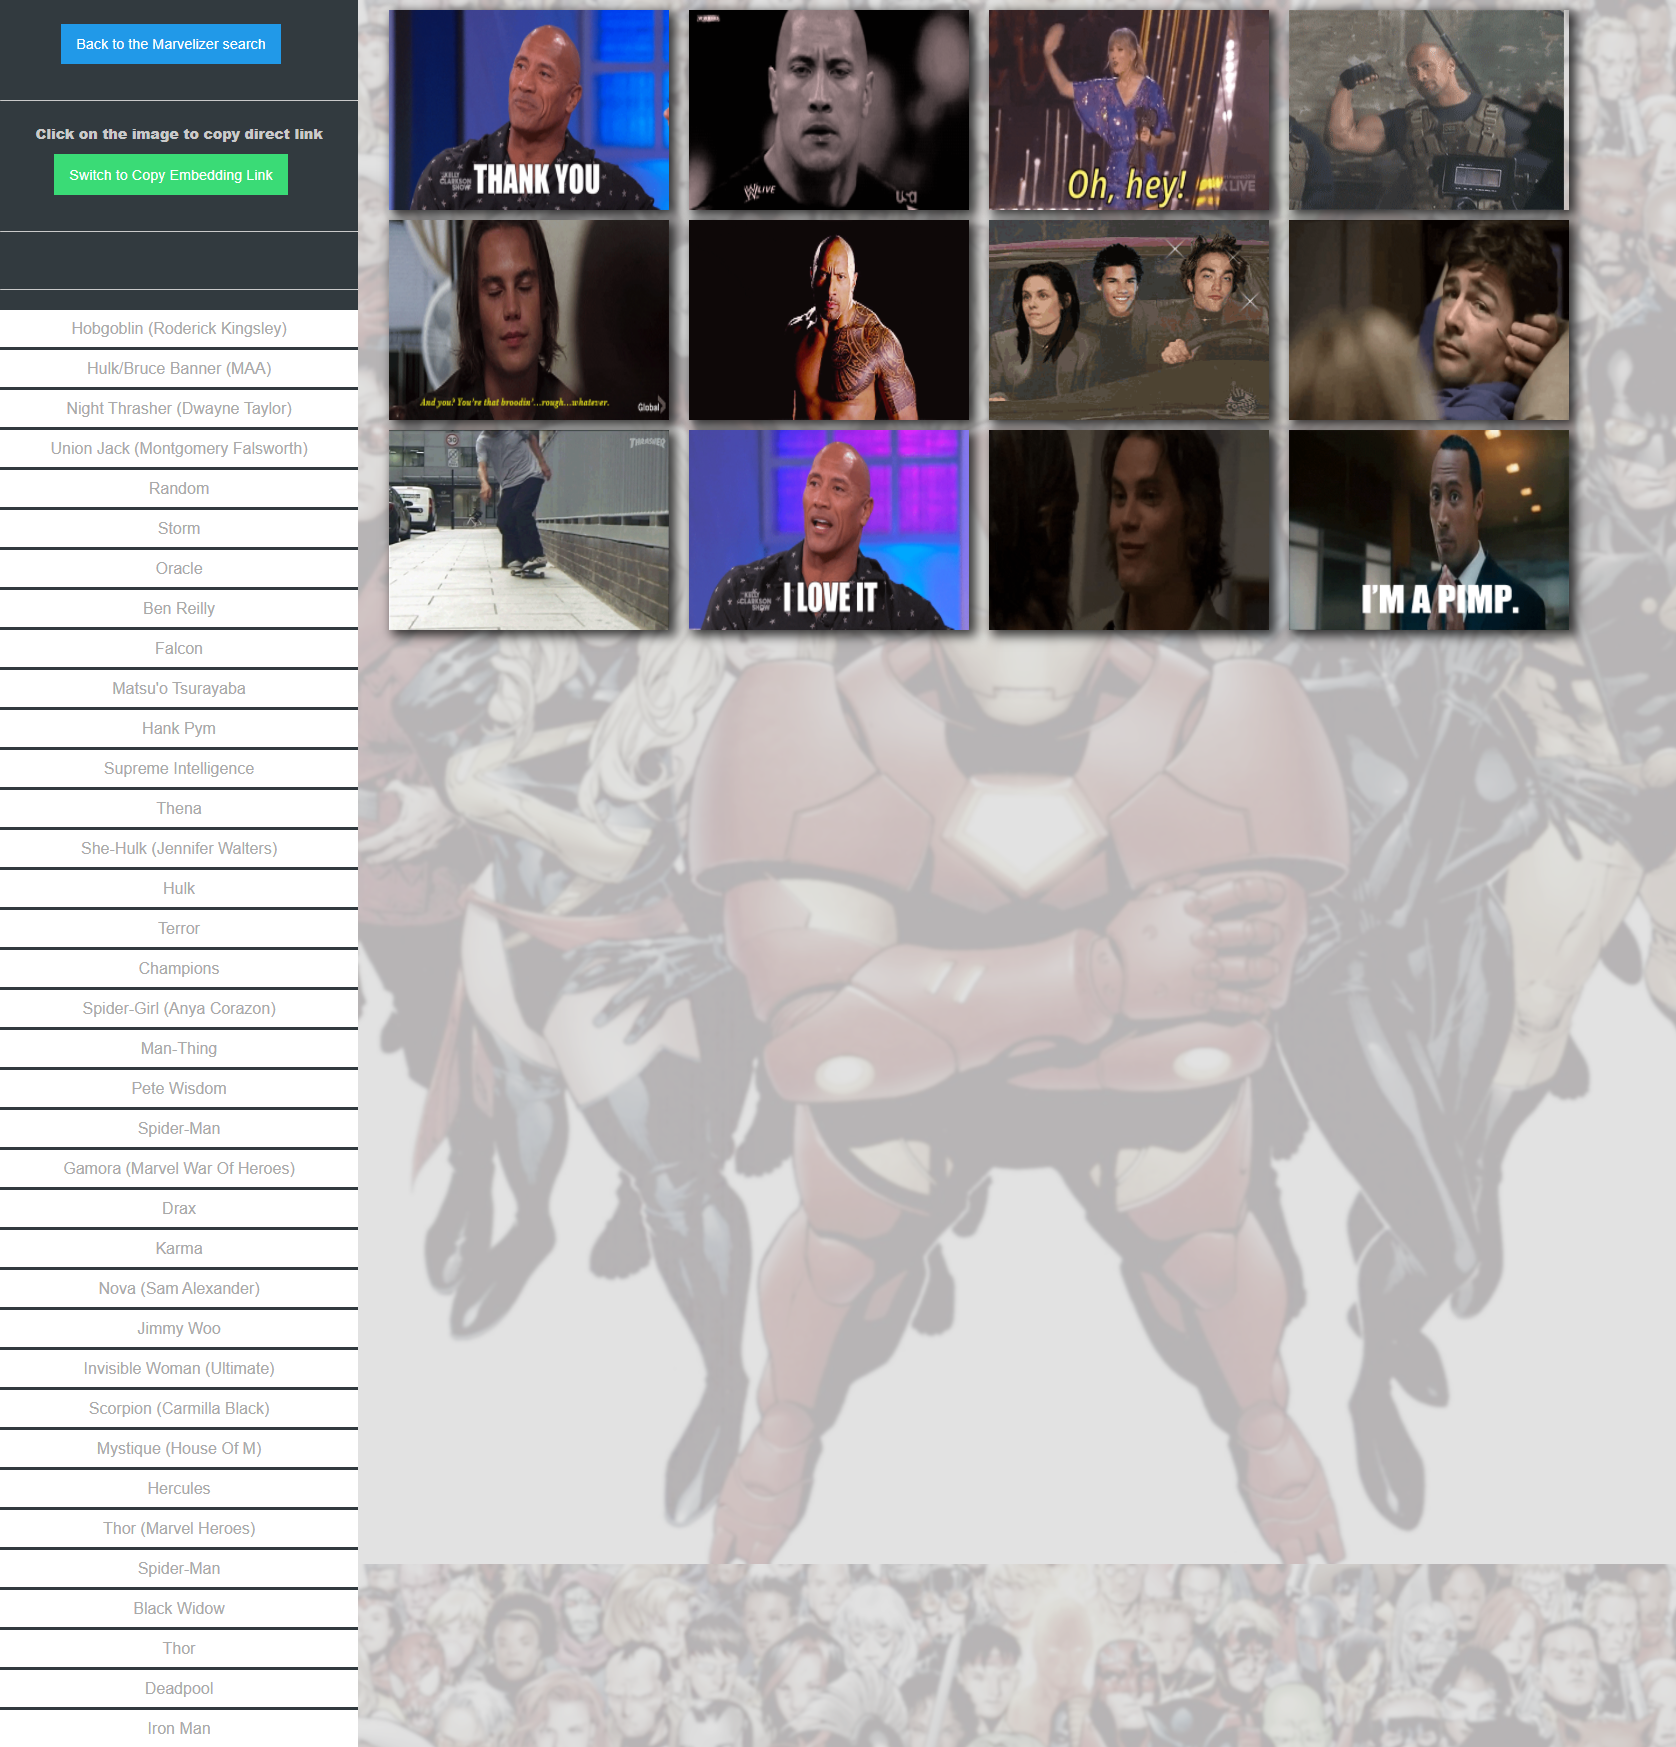 Back to the Marvelizer search
Click on the image to copy direct link
Switch to Copy Embedding Link
Hobgoblin (Roderick Kingsley)
Hulk/Bruce Banner (MAA)
Night Thrasher (Dwayne Taylor)
Union Jack (Montgomery Falsworth)
Random
Storm
Oracle
Ben Reilly
Falcon
Matsu'o Tsurayaba
Hank Pym
Supreme Intelligence
Thena
She-Hulk (Jennifer Walters)
Hulk
Terror
Champions
Spider-Girl (Anya Corazon)
Man-Thing
Pete Wisdom
Spider-Man
Gamora (Marvel War Of Heroes)
Drax
Karma
Nova (Sam Alexander)
Jimmy Woo
Invisible Woman (Ultimate)
Scorpion (Carmilla Black)
Mystique (House Of M)
Hercules
Thor (Marvel Heroes)
Spider-Man
Black Widow
Thor
Deadpool
Iron Man
KELLY
CLARKSON
SHOW
THANK YOU
LIVE
USA
Oh, hey!
LIVE
And you? You're that broodin'...rough...whatever.
Global
30
THRASHER
KELLY
CLARKSON
SHOW
I LOVE IT
I'M A PIMP.